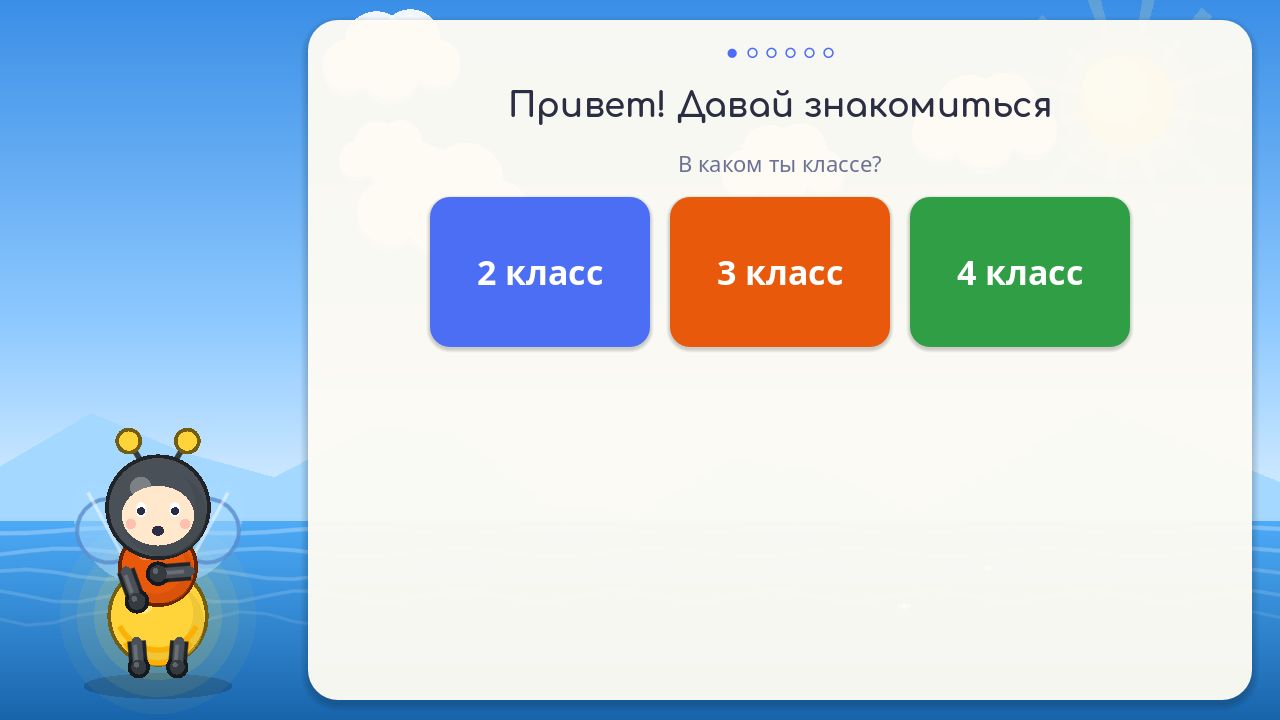 Привет! Давай знакомиться
В каком ты классе?
2 класс
3 класс
4 класс